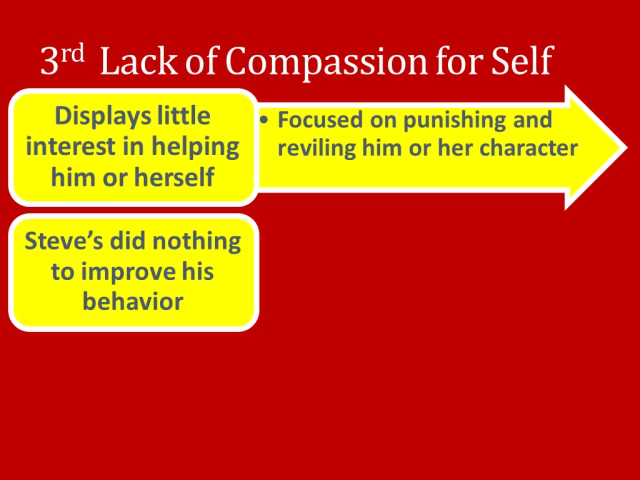 3rd Lack of Compassion for Self
Displays little
interest in helping
him or herself
• Focused on punishing and
reviling him or her character
Steve’s did nothing
to improve his
behavior